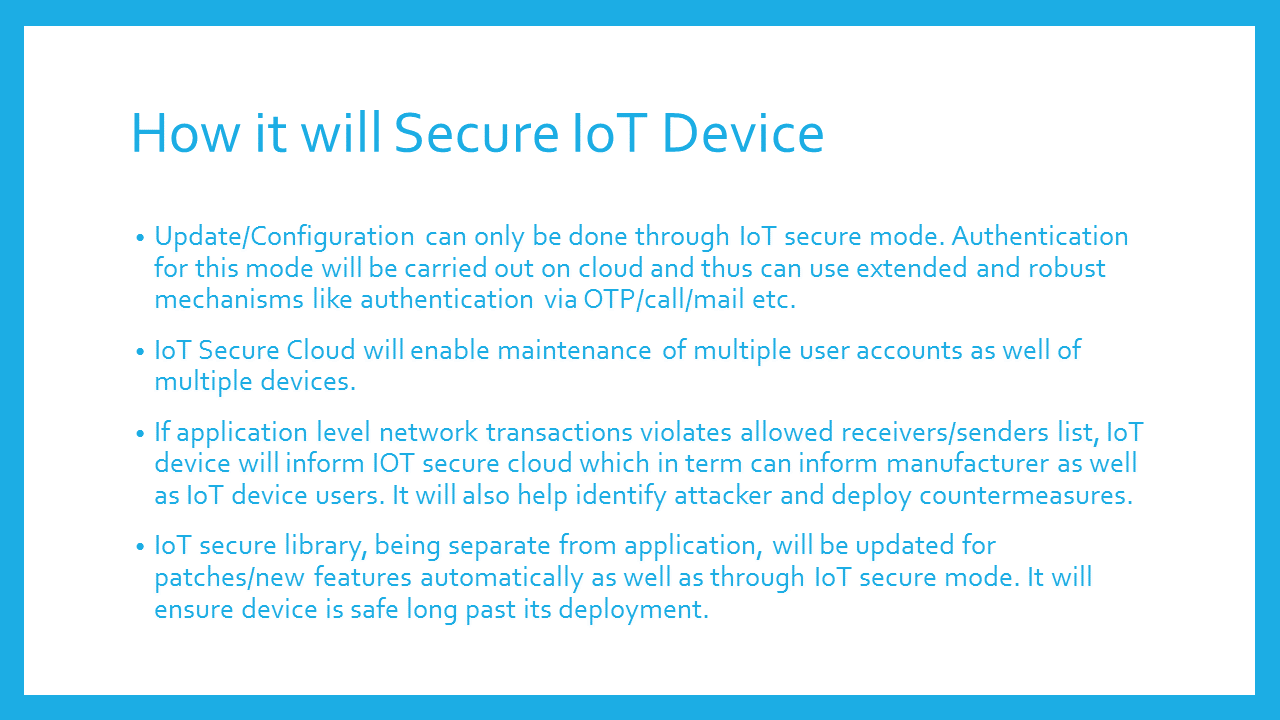 How it will Secure IoT Device
• Update/Configuration can only be done through IoT secure mode. Authentication
for this mode will be carried out on cloud and thus can use extended and robust
mechanisms like authentication via OTP/call/mail etc.
• IoT Secure Cloud will enable maintenance of multiple user accounts as well of
multiple devices.
• If application level network transactions violates allowed receivers/senders list, IoT
device will inform IOT secure cloud which in term can inform manufacturer as well
as IoT device users. It will also help identify attacker and deploy countermeasures.
• IoT secure library, being separate from application, will be updated for
patches/new features automatically as well as through IoT secure mode. It will
ensure device is safe long past its deployment.